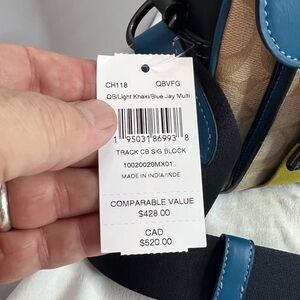 CH118 QBVFG
QB/Light Khaki/Blue Jay Multi
1 95031 86993 8
TRACK CB SIG BLOCK
10020020MX01
MADE IN INDIA/INDE
COMPARABLE VALUE
$428.00
CAD
$520.00